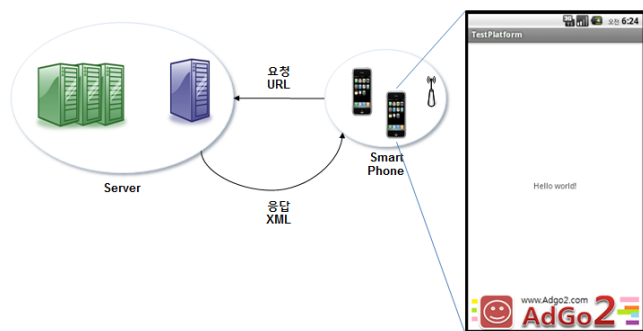 오전 6:24
TestPlatform
요청
URL
Server
Smart
Phone
응답
XML
Hello world!
www.Adgo2.com
AdGo2